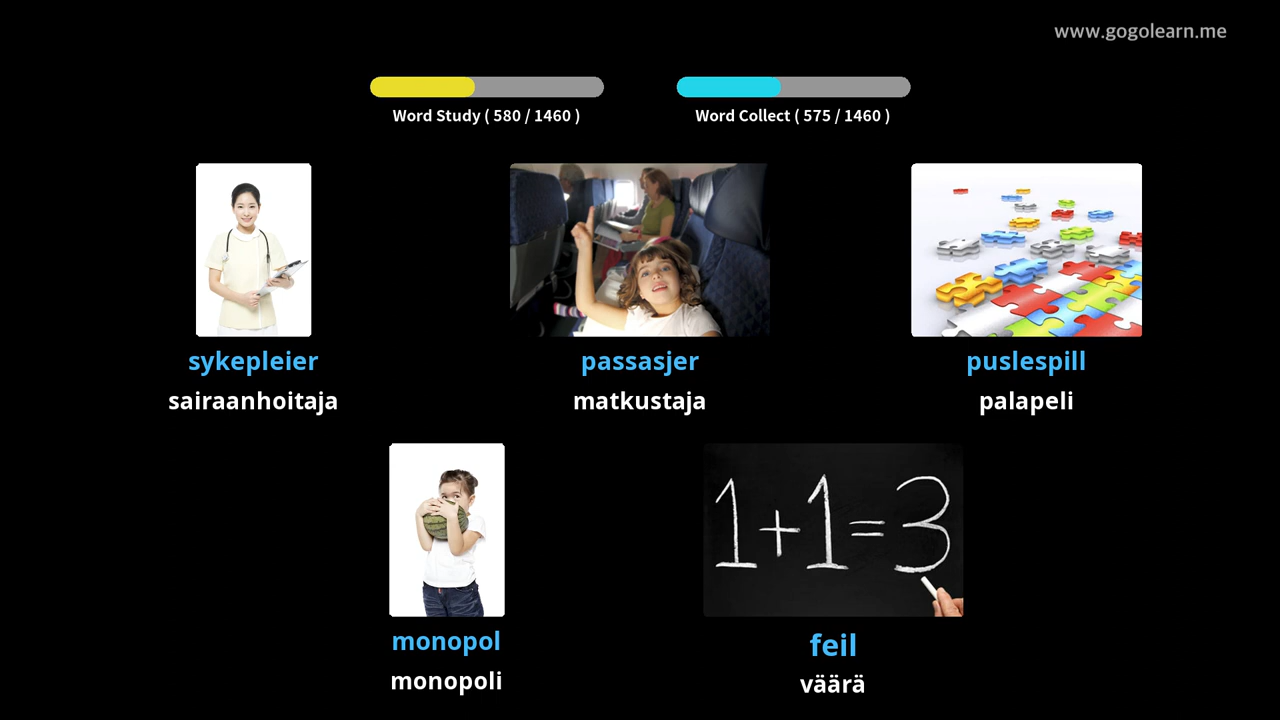 www.gogolearn.me
Word Study ( 580 / 1460 )
Word Collect ( 575 / 1460 )
sykepleier
sairaanhoitaja
passasjer
matkustaja
puslespill
palapeli
1+1=3
monopol
monopoli
feil
väärä